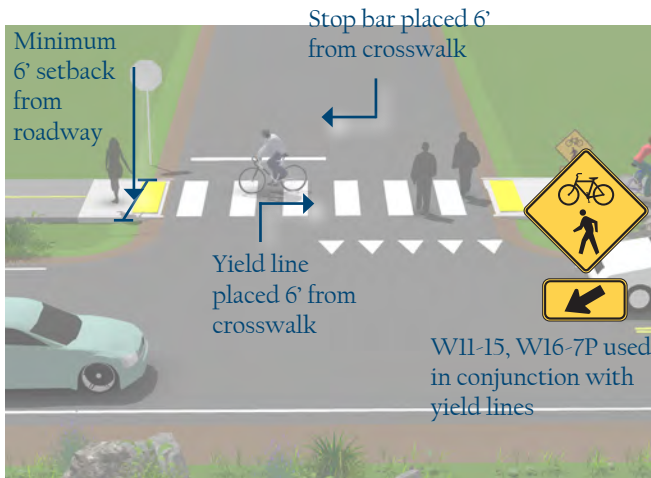 Stop bar placed 6’
from crosswalk
Minimum
6’ setback
from
roadway
Yield line
placed 6’ from
crosswalk
W11-15, W16-7P used
in conjunction with
yield lines